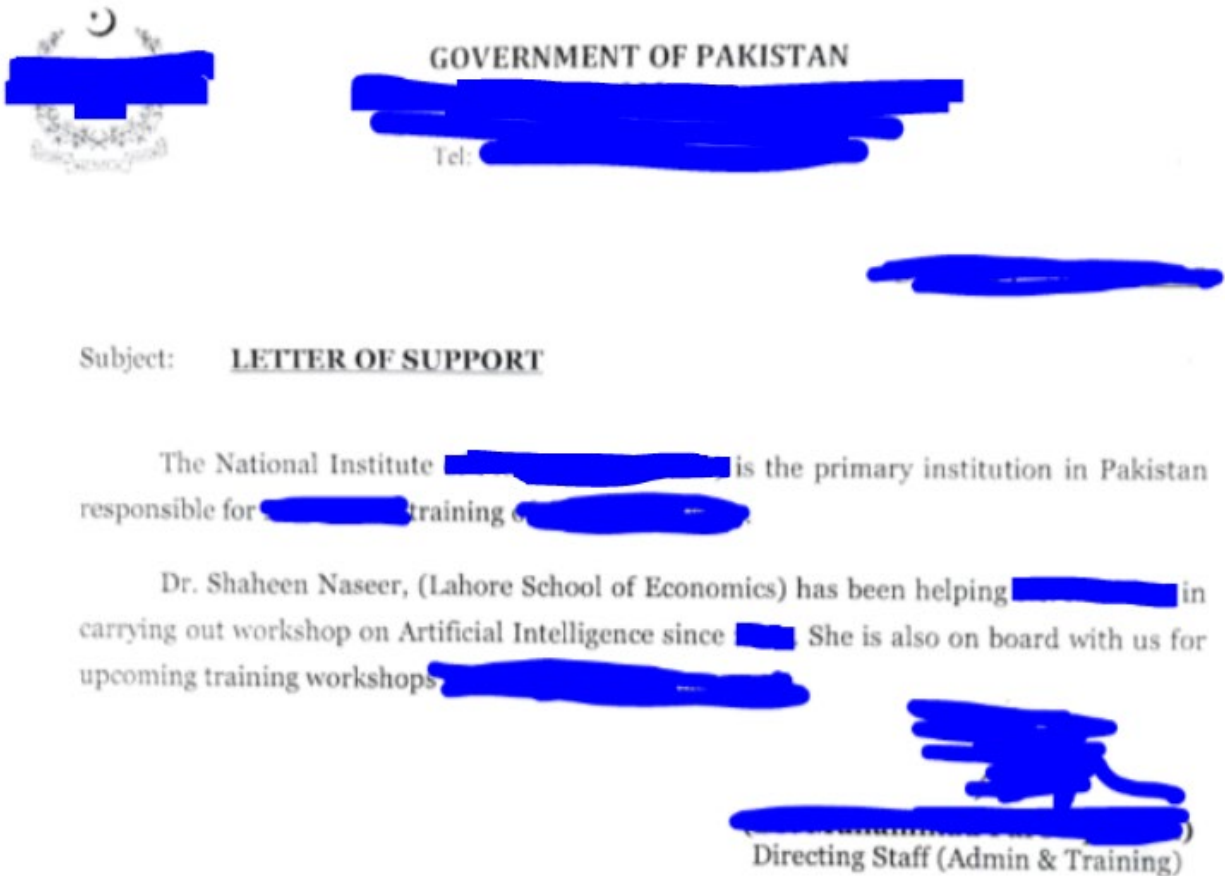 GOVERNMENT OF PAKISTAN
Tel:
Subject: LETTER OF SUPPORT
The National Institute is the primary institution in Pakistan
responsible for training
Dr. Shaheen Naseer, (Lahore School of Economics) has been helping in
carrying out workshop on Artificial Intelligence since . She is also on board with us for
upcoming training workshops
Directing Staff (Admin & Training)